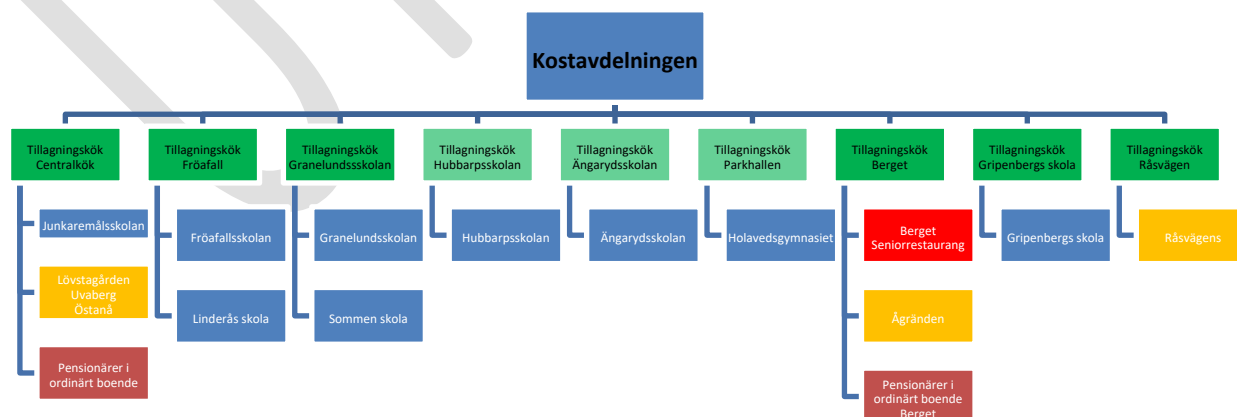 Kostavdelningen
Tillagningskök
Centralkök
Tillagningskök
Fröafall
Tillagningskök
Granelundssskolan
Tillagningskök
Hubbarpsskolan
Tillagningskök
Ängarydsskolan
Tillagningskök
Parkhallen
Tillagningskök
Berget
Tillagningskök
Gripenbergs skola
Tillagningskök
Råsvägen
Junkaremålsskolan
Fröafallsskolan
Granelundsskolan
Hubbarpsskolan
Ängarydsskolan
Holavedsgymnasiet
Berget
Seniorrestaurang
Gripenbergs skola
Råsvägens
Lövstagården
Uvaberg
Östanå
Linderås skola
Sommen skola
Ågränden
Pensionärer i
ordinärt boende
Pensionärer i
ordinärt boende
Berget